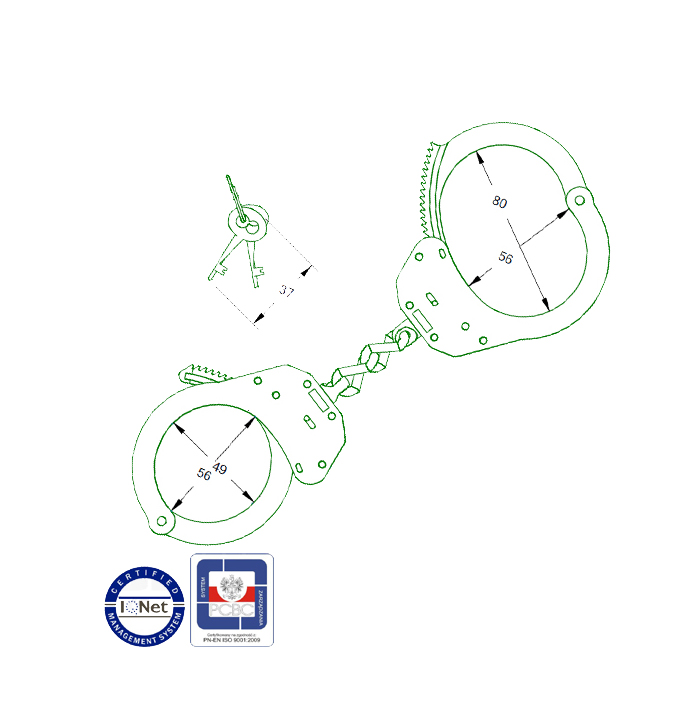 80
56
37
49
56
CERTIFIED
IQNet
MANAGEMENT SYSTEM
SYSTEM
ZARZĄDZANIA
PCBC
Certyfikowany na zgodność z:
PN-EN ISO 9001:2009